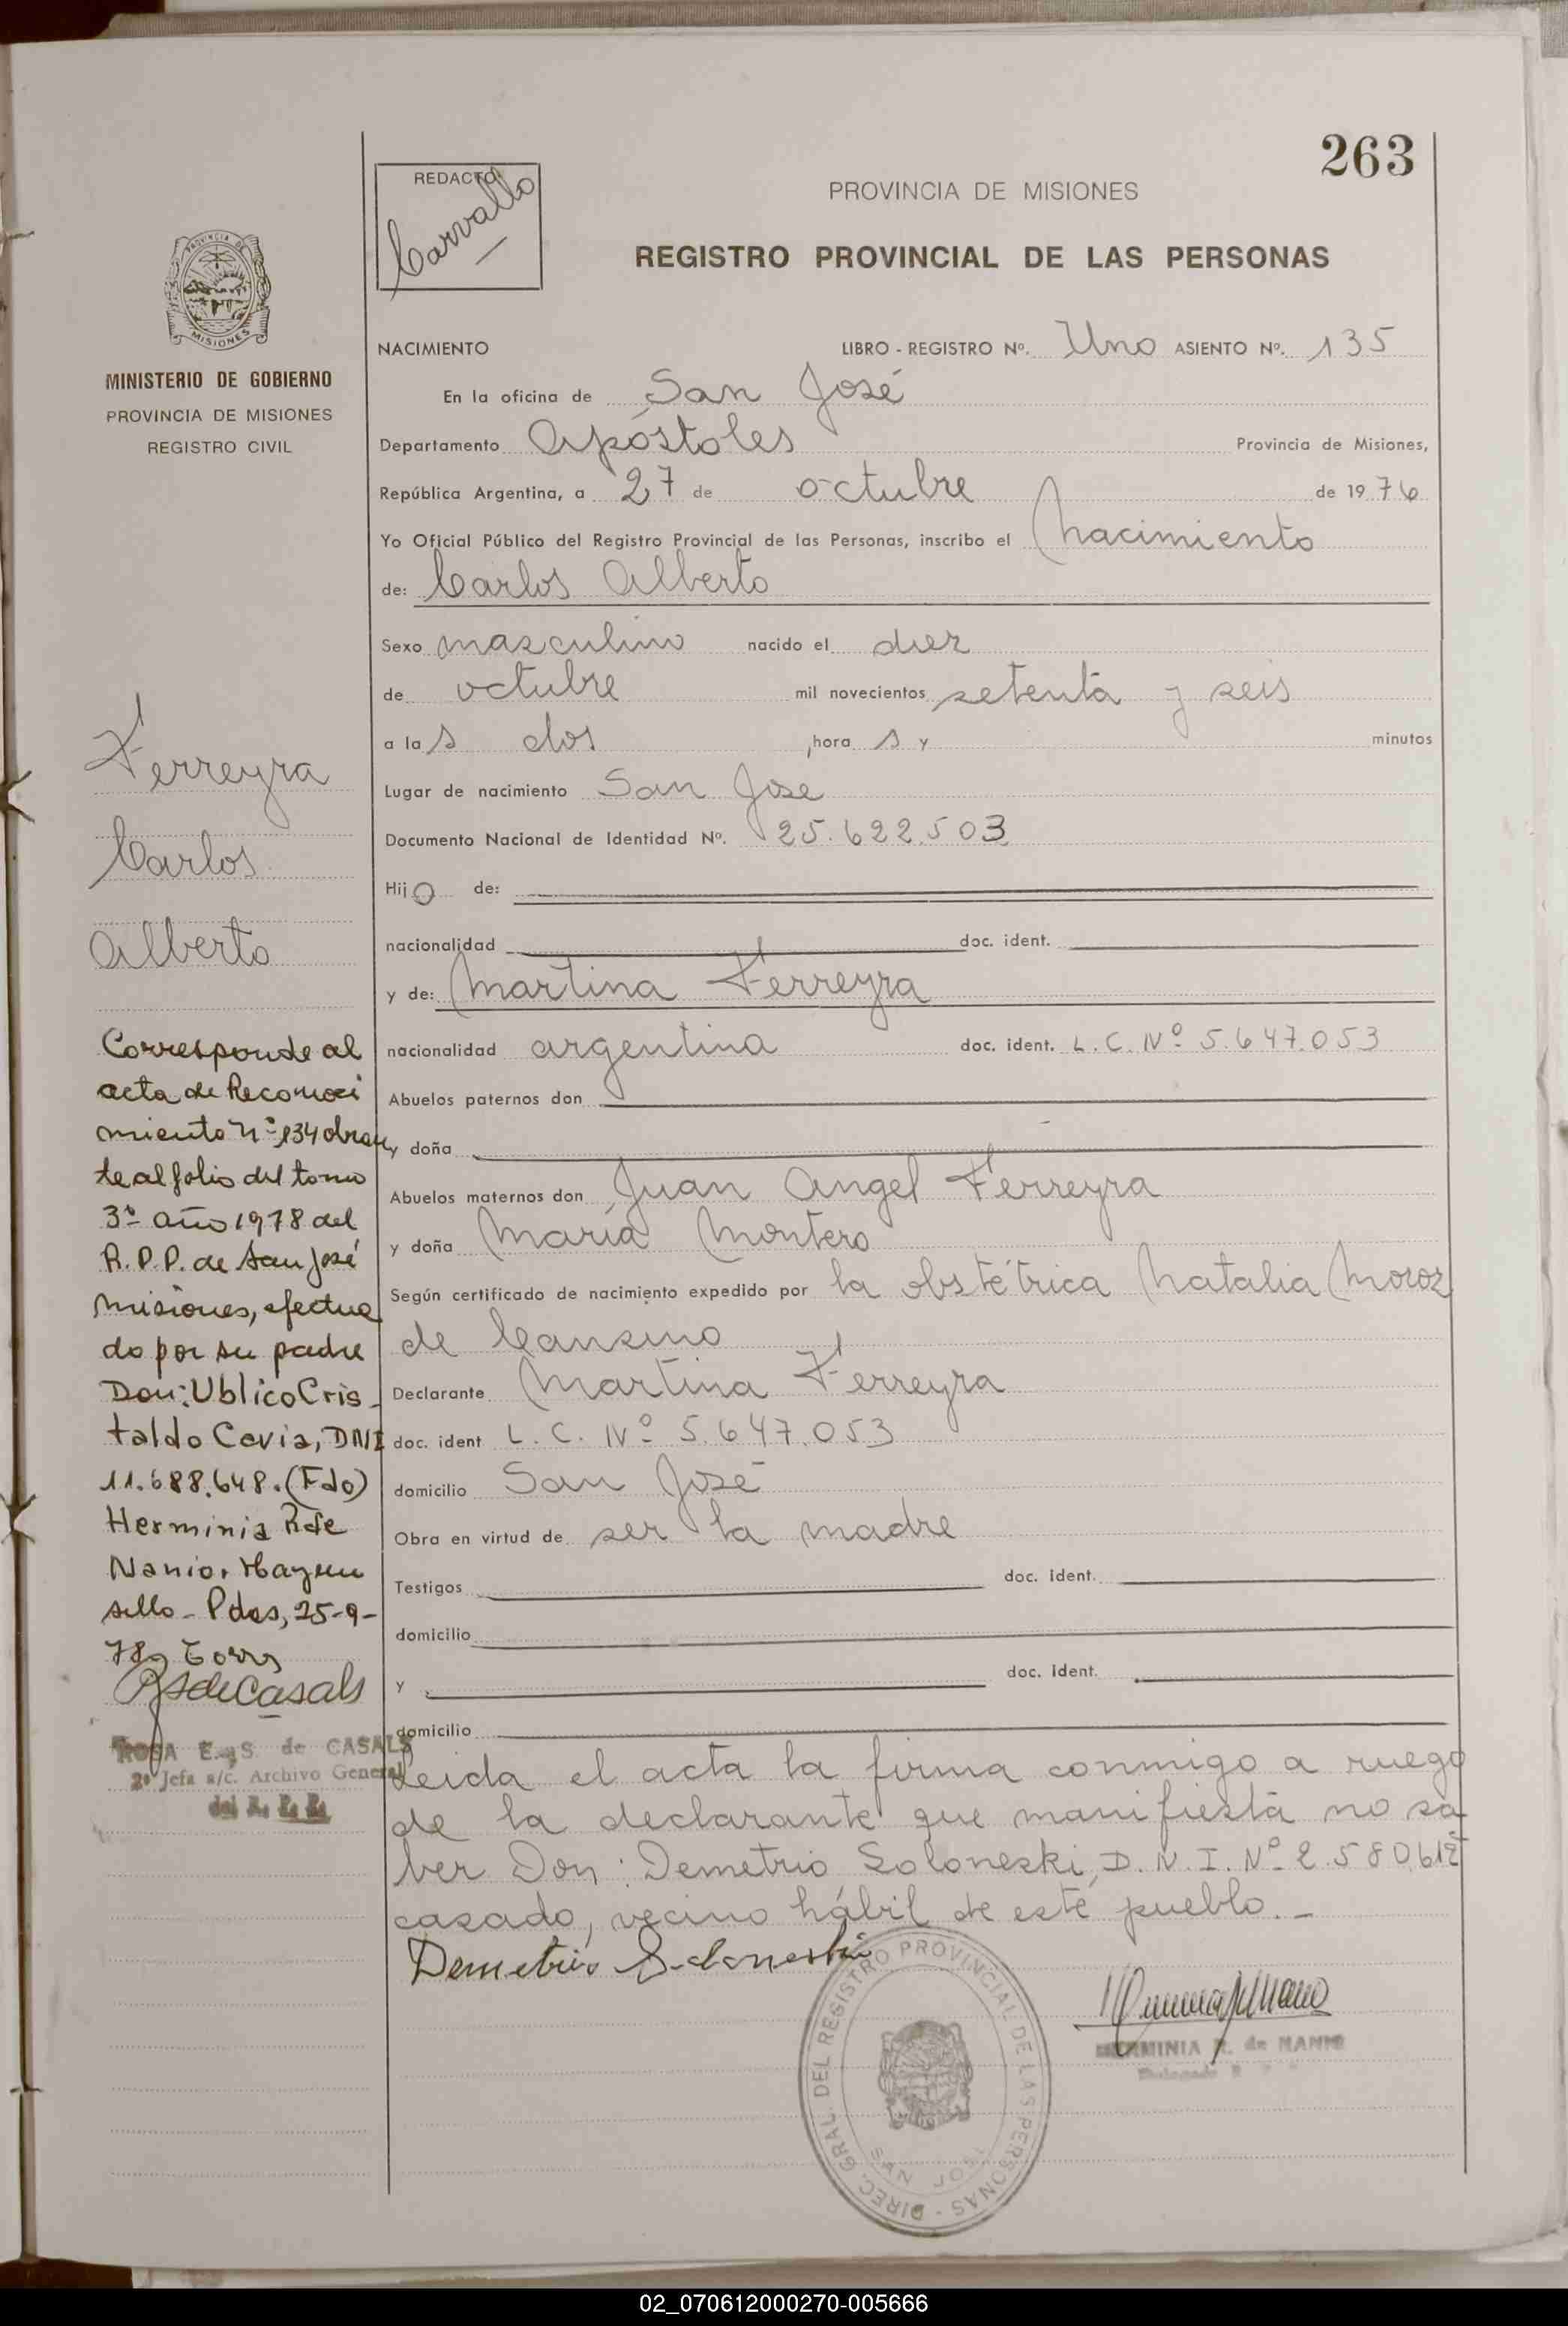 263
REDACTO
Carvallo
PROVINCIA DE MISIONES
REGISTRO PROVINCIAL DE LAS PERSONAS
PROVINCIA DE
MISIONES
MINISTERIO DE GOBIERNO
PROVINCIA DE MISIONES
REGISTRO CIVIL
Ferreyra
Carlos
Alberto
Corresponde al
acta de Reconoci
miento nº 134 obran
te al folio del tomo
3º año 1978 del
R.P.P. de San José
Misiones, efectua
do por su padre
Don: Ublico Cris
taldo Cavia, DNI
11.688.648. (Fdo)
Herminia R de
Nanio. Hay un
sello - Pdas, 25-9-
78
RSdeCasals
ROSA E. S. de CASALS
2º Jefa a/c. Archivo General
del R. P. P.
NACIMIENTO LIBRO - REGISTRO Nº. Uno ASIENTO Nº. 135
En la oficina de San José
Departamento Apóstoles Provincia de Misiones,
República Argentina, a 27 de octubre de 1976
Yo Oficial Público del Registro Provincial de las Personas, inscribo el Nacimiento
de: Carlos Alberto
Sexo masculino nacido el diez
de octubre mil novecientos setenta y seis
a las dos hora s y minutos
Lugar de nacimiento San José
Documento Nacional de Identidad Nº. 25.622.503
Hijo de:
nacionalidad doc. ident.
y de: Martina Ferreyra
nacionalidad argentina doc. ident. L. C. Nº 5.647.053
Abuelos paternos don
y doña
Abuelos maternos don Juan Angel Ferreyra
y doña María Montero
Según certificado de nacimiento expedido por la obstétrica Natalia Moroz
de Cansino
Declarante Martina Ferreyra
doc. ident L. C. Nº 5.647.053
domicilio San José
Obra en virtud de ser la madre
Testigos doc. ident.
domicilio
y doc. ident.
domicilio
Leida el acta la firma conmigo a ruego
de la declarante que manifiesta no sa
ber Don: Demetrio Soloneski, D. N. I. Nº 2.580.612
casado, vecino hábil de este pueblo.-
Demetrio Soloneski
DIREC. GRAL. DEL REGISTRO PROVINCIAL DE LAS PERSONAS -
SAN JOSE
HERMINIA R. de NANIO
02_070612000270-005666